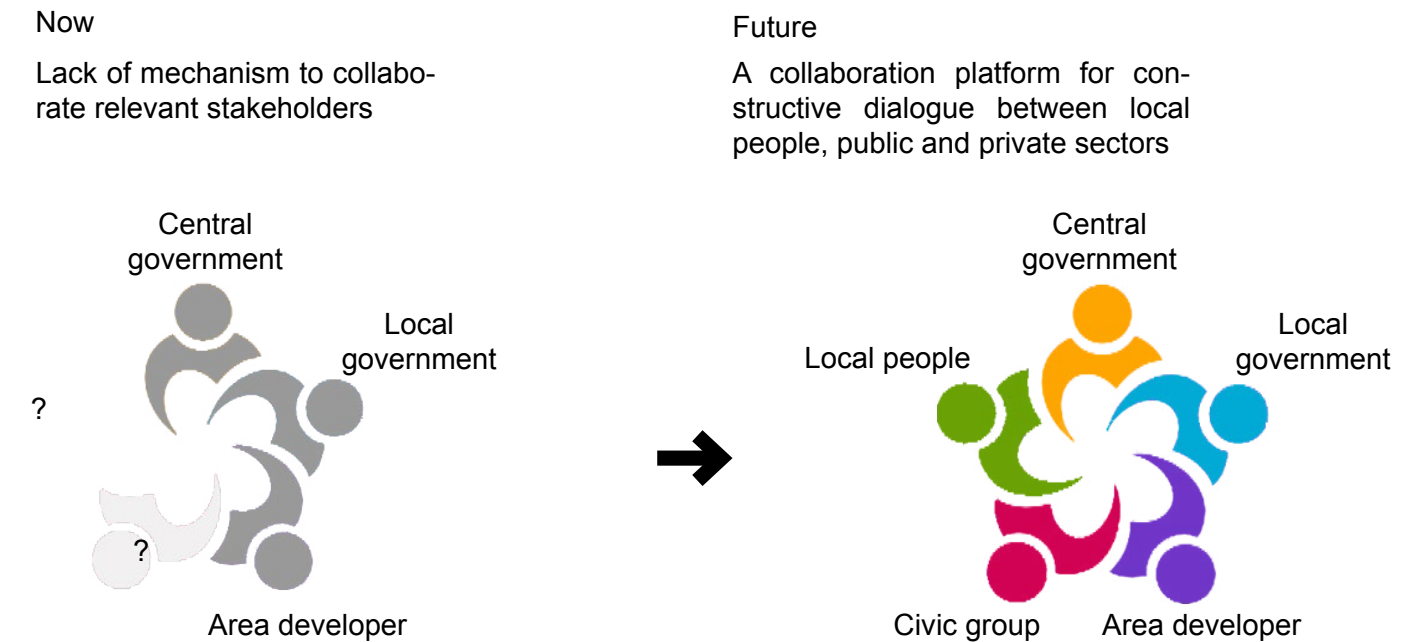 Now
Lack of mechanism to collabo-
rate relevant stakeholders
Central
government
Local
government
?
?
Area developer
Future
A collaboration platform for con-
structive dialogue between local
people, public and private sectors
Central
government
Local
government
Local people
Civic group
Area developer